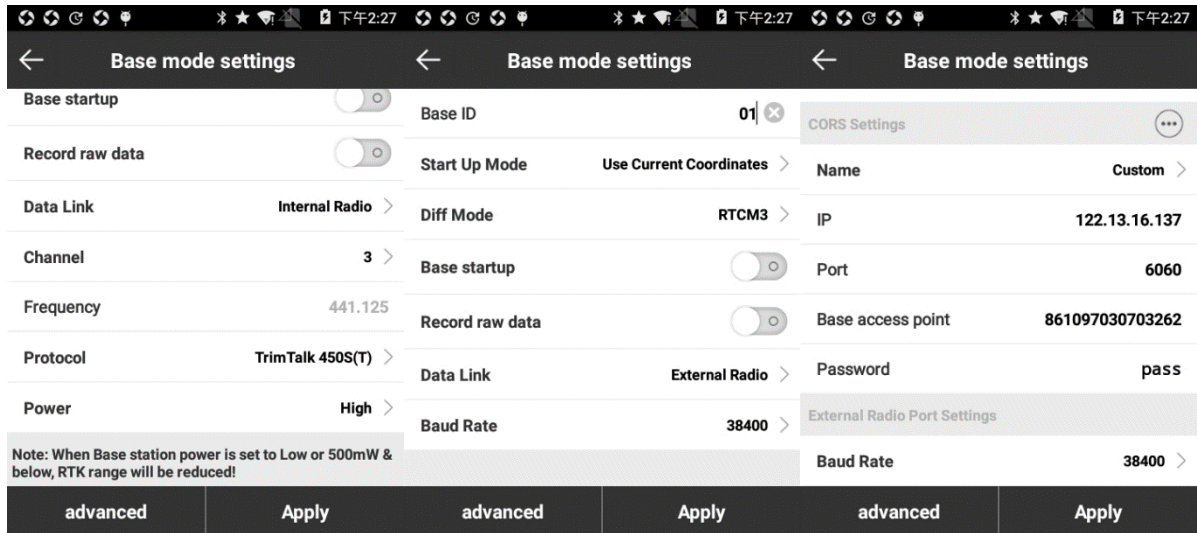 下午2:27
Base mode settings
Base startup
Record raw data
Data Link Internal Radio
Channel 3
Frequency 441.125
Protocol TrimTalk 450S(T)
Power High
Note: When Base station power is set to Low or 500mW &
below, RTK range will be reduced!
advanced Apply
下午2:27
Base mode settings
Base ID 01
Start Up Mode Use Current Coordinates
Diff Mode RTCM3
Base startup
Record raw data
Data Link External Radio
Baud Rate 38400
advanced Apply
下午2:27
Base mode settings
CORS Settings
Name Custom
IP 122.13.16.137
Port 6060
Base access point 861097030703262
Password pass
External Radio Port Settings
Baud Rate 38400
advanced Apply